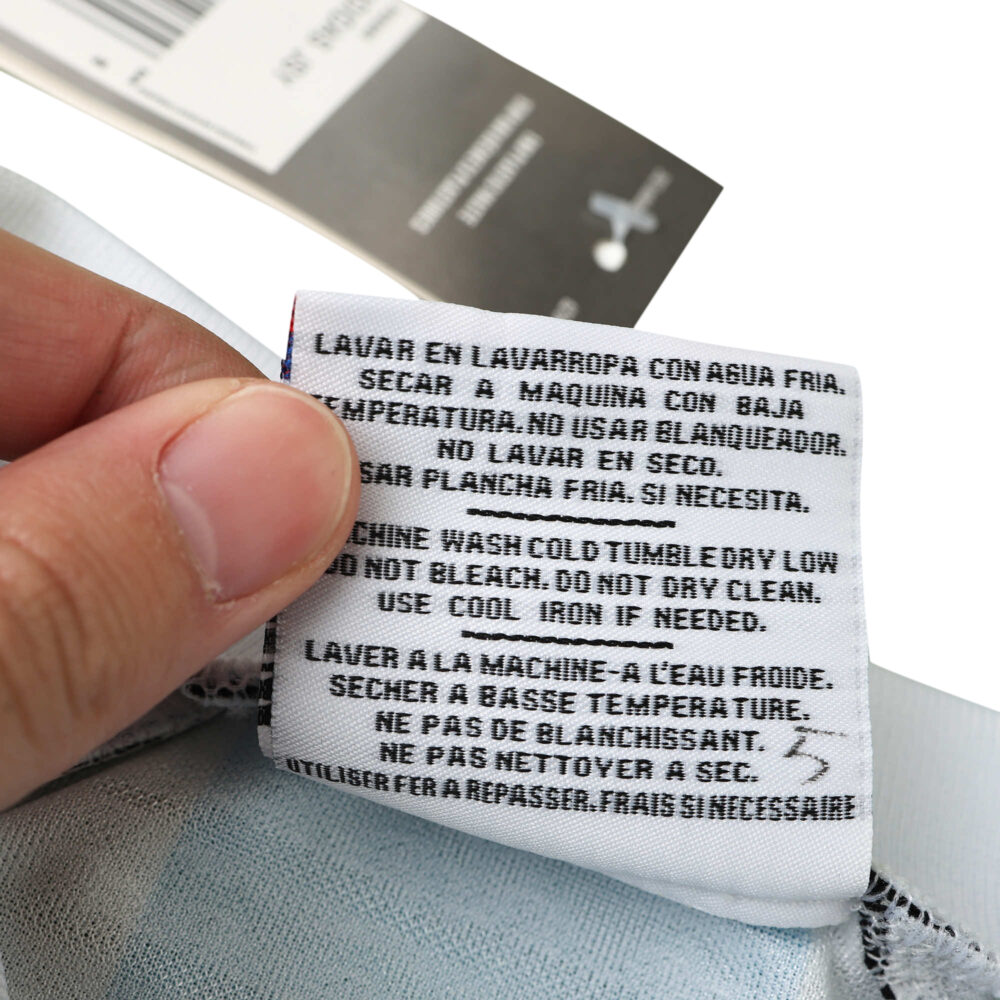 LAVAR EN LAVARROPA CON AGUA FRIA.
SECAR A MAQUINA CON BAJA
TEMPERATURA. NO USAR BLANQUEADOR.
NO LAVAR EN SECO.
SAR PLANCHA FRIA. SI NECESITA.
CHINE WASH COLD TUMBLE DRY LOW
DO NOT BLEACH. DO NOT DRY CLEAN.
USE COOL IRON IF NEEDED.
LAVER A LA MACHINE-A L'EAU FROIDE.
SECHER A BASSE TEMPERATURE.
NE PAS DE BLANCHISSANT.
NE PAS NETTOYER A SEC. 5
UTILISER FER A REPASSER. FRAIS SI NECESSAIRE